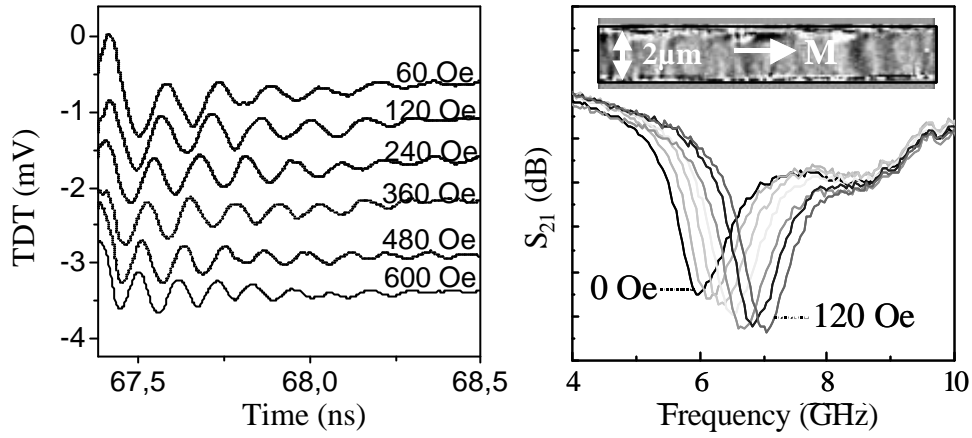 TDT (mV)
0
-1
-2
-3
-4
60 Oe
120 Oe
240 Oe
360 Oe
480 Oe
600 Oe
67,5
68,0
68,5
Time (ns)
S21 (dB)
2µm
M
0 Oe
120 Oe
4
6
8
10
Frequency (GHz)